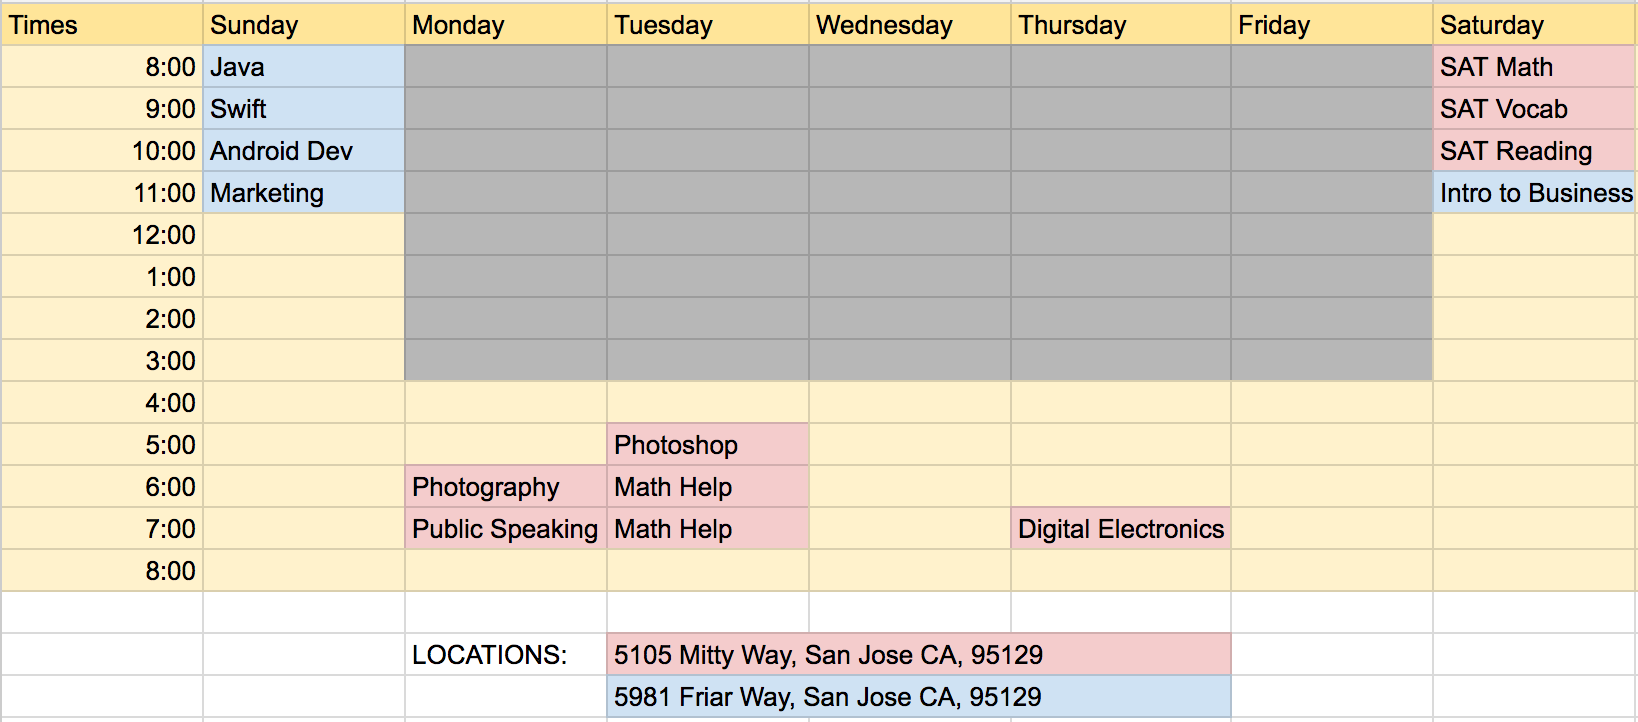 Times Sunday Monday Tuesday Wednesday Thursday Friday Saturday
8:00 Java SAT Math
9:00 Swift SAT Vocab
10:00 Android Dev SAT Reading
11:00 Marketing Intro to Business
12:00
1:00
2:00
3:00
4:00
5:00 Photoshop
6:00 Photography Math Help
7:00 Public Speaking Math Help Digital Electronics
8:00
LOCATIONS: 5105 Mitty Way, San Jose CA, 95129
5981 Friar Way, San Jose CA, 95129